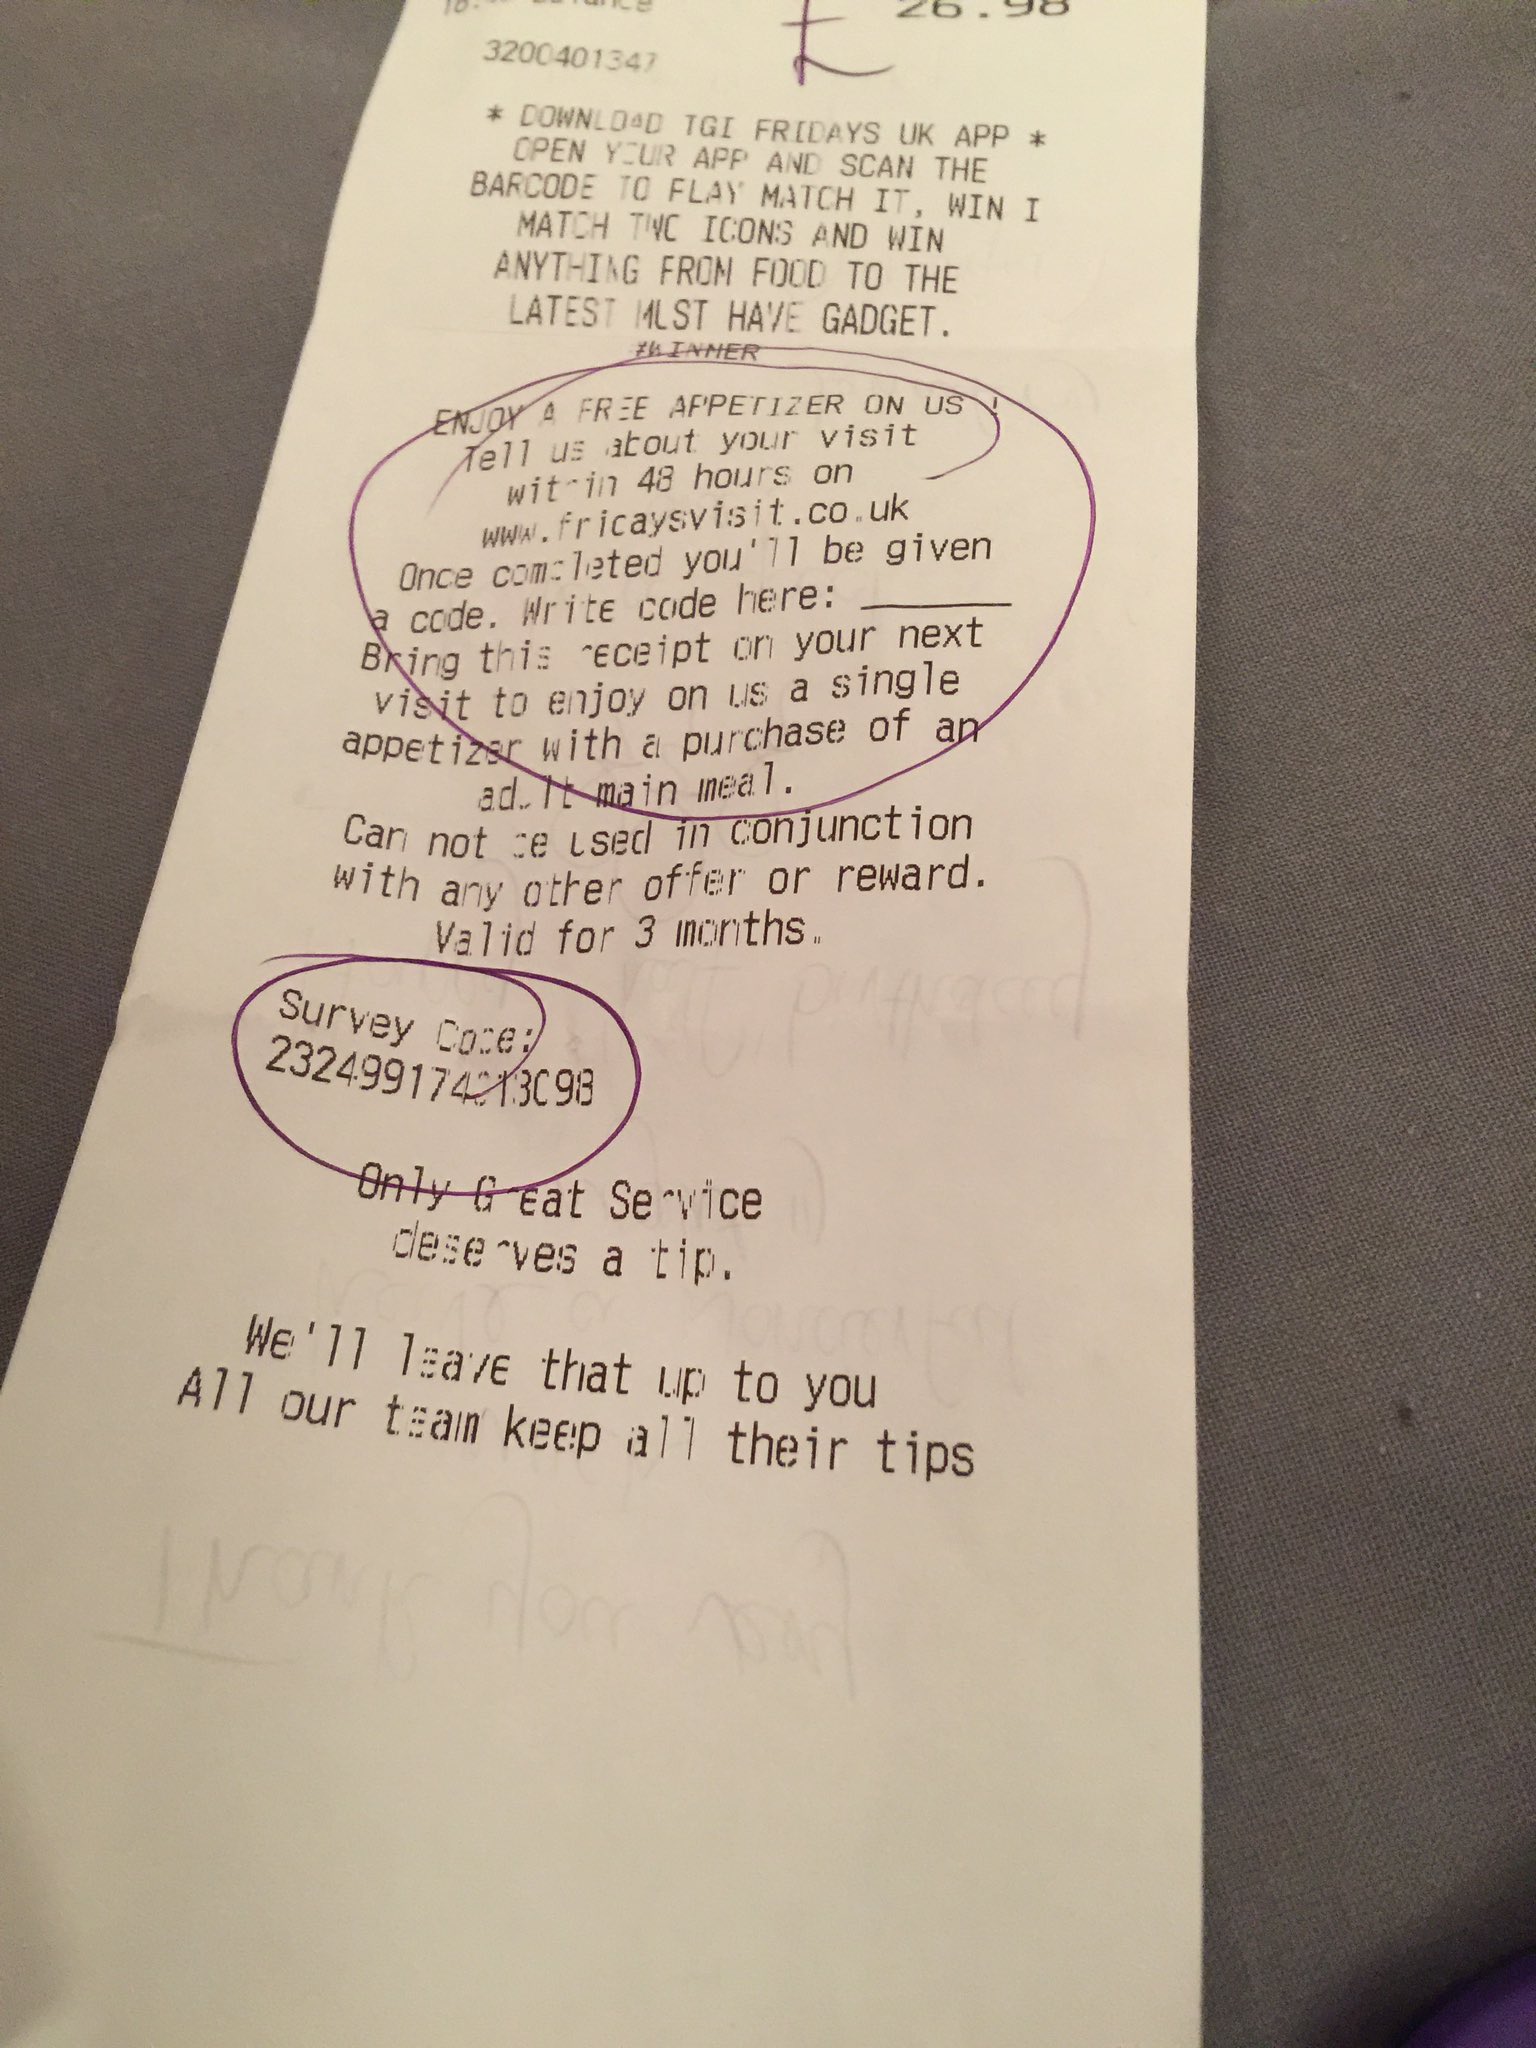 Balance 26.98
£
3200401347
* DOWNLOAD TGI FRIDAYS UK APP *
OPEN YOUR APP AND SCAN THE
BARCODE TO PLAY MATCH IT, WIN I
MATCH TWO ICONS AND WIN
ANYTHING FROM FOOD TO THE
LATEST MUST HAVE GADGET.
ENJOY A FREE APPETIZER ON US !
Tell us about your visit
within 48 hours on
www.fridaysvisit.co.uk
Once completed you'll be given
a code. Write code here: ______
Bring this receipt on your next
visit to enjoy on us a single
appetizer with a purchase of an
adult main meal.
Can not be used in conjunction
with any other offer or reward.
Valid for 3 months.
Survey Code:
Only Great Service
deserves a tip.
We'll leave that up to you
All our team keep all their tips